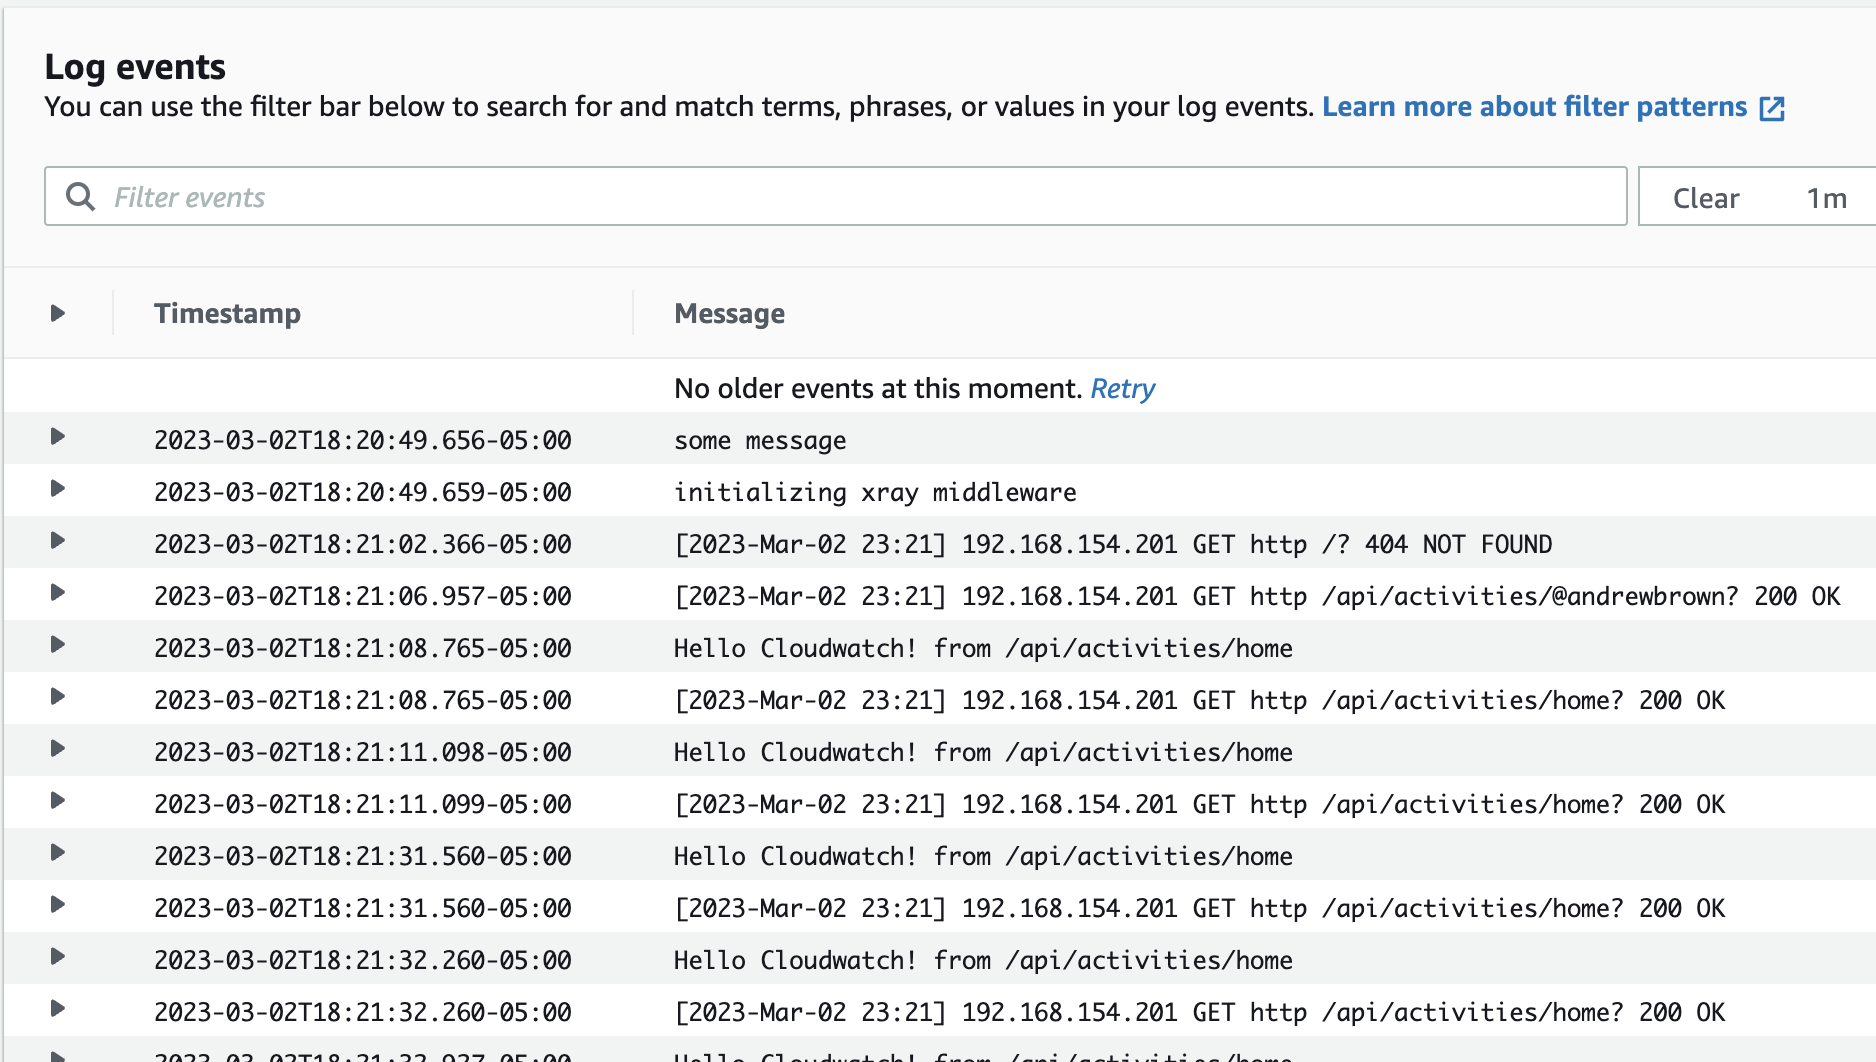 Log events
You can use the filter bar below to search for and match terms, phrases, or values in your log events. Learn more about filter patterns
Filter events
Clear 1m
Timestamp Message
No older events at this moment. Retry
2023-03-02T18:20:49.656-05:00 some message
2023-03-02T18:20:49.659-05:00 initializing xray middleware
2023-03-02T18:21:02.366-05:00 [2023-Mar-02 23:21] 192.168.154.201 GET http /? 404 NOT FOUND
2023-03-02T18:21:06.957-05:00 [2023-Mar-02 23:21] 192.168.154.201 GET http /api/activities/@andrewbrown? 200 OK
2023-03-02T18:21:08.765-05:00 Hello Cloudwatch! from /api/activities/home
2023-03-02T18:21:08.765-05:00 [2023-Mar-02 23:21] 192.168.154.201 GET http /api/activities/home? 200 OK
2023-03-02T18:21:11.098-05:00 Hello Cloudwatch! from /api/activities/home
2023-03-02T18:21:11.099-05:00 [2023-Mar-02 23:21] 192.168.154.201 GET http /api/activities/home? 200 OK
2023-03-02T18:21:31.560-05:00 Hello Cloudwatch! from /api/activities/home
2023-03-02T18:21:31.560-05:00 [2023-Mar-02 23:21] 192.168.154.201 GET http /api/activities/home? 200 OK
2023-03-02T18:21:32.260-05:00 Hello Cloudwatch! from /api/activities/home
2023-03-02T18:21:32.260-05:00 [2023-Mar-02 23:21] 192.168.154.201 GET http /api/activities/home? 200 OK
Hello Cloudwatch! from /api/activities/home